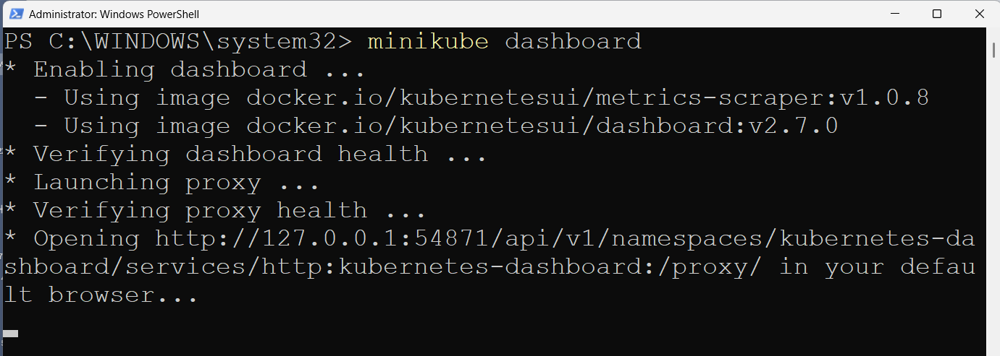 Administrator: Windows PowerShell
PS C:\WINDOWS\system32> minikube dashboard
* Enabling dashboard ...
  - Using image docker.io/kubernetesui/metrics-scraper:v1.0.8
  - Using image docker.io/kubernetesui/dashboard:v2.7.0
* Verifying dashboard health ...
* Launching proxy ...
* Verifying proxy health ...
* Opening http://127.0.0.1:54871/api/v1/namespaces/kubernetes-da
shboard/services/http:kubernetes-dashboard:/proxy/ in your defau
lt browser...